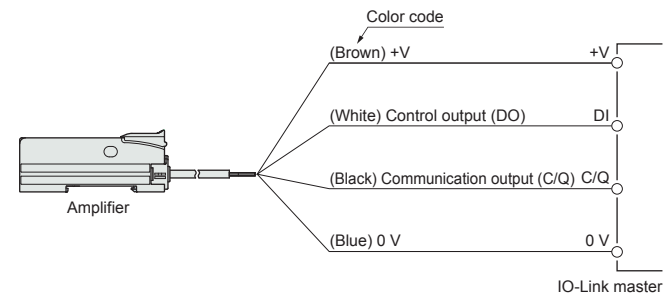 Color code
(Brown) +V +V
(White) Control output (DO) DI
(Black) Communication output (C/Q) C/Q
Amplifier
(Blue) 0 V 0 V
IO-Link master